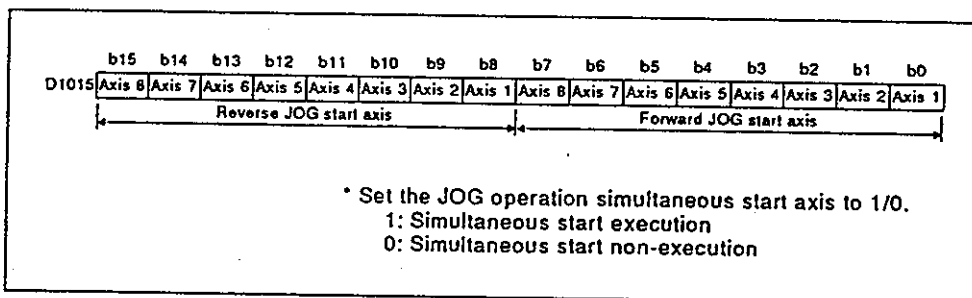 b15 b14 b13 b12 b11 b10 b9 b8 b7 b6 b5 b4 b3 b2 b1 b0
D1015 Axis 8 Axis 7 Axis 6 Axis 5 Axis 4 Axis 3 Axis 2 Axis 1 Axis 8 Axis 7 Axis 6 Axis 5 Axis 4 Axis 3 Axis 2 Axis 1
Reverse JOG start axis Forward JOG start axis
* Set the JOG operation simultaneous start axis to 1/0.
1: Simultaneous start execution
0: Simultaneous start non-execution